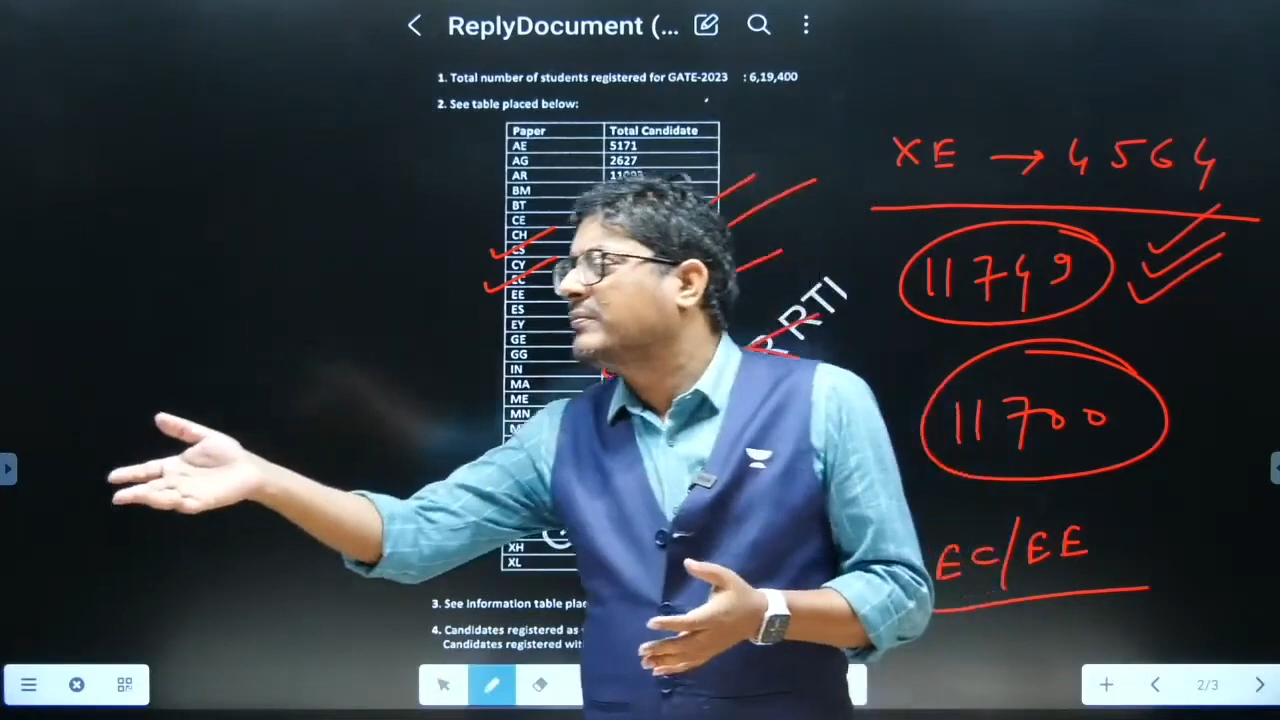 ReplyDocument (...
1. Total number of students registered for GATE-2023 : 6,19,400
2. See table placed below:
Paper Total Candidate
AE 5171
AG 2627
AR
BM
BT
CE
CH
CS
CY
EC
EE
ES
EY
GE
GG
IN
MA
ME
MN
XH
XL
3. See information table
4. Candidates registered as
Candidates registered
RTI
XE → 4564
11749
11700
EC/EE
2/3